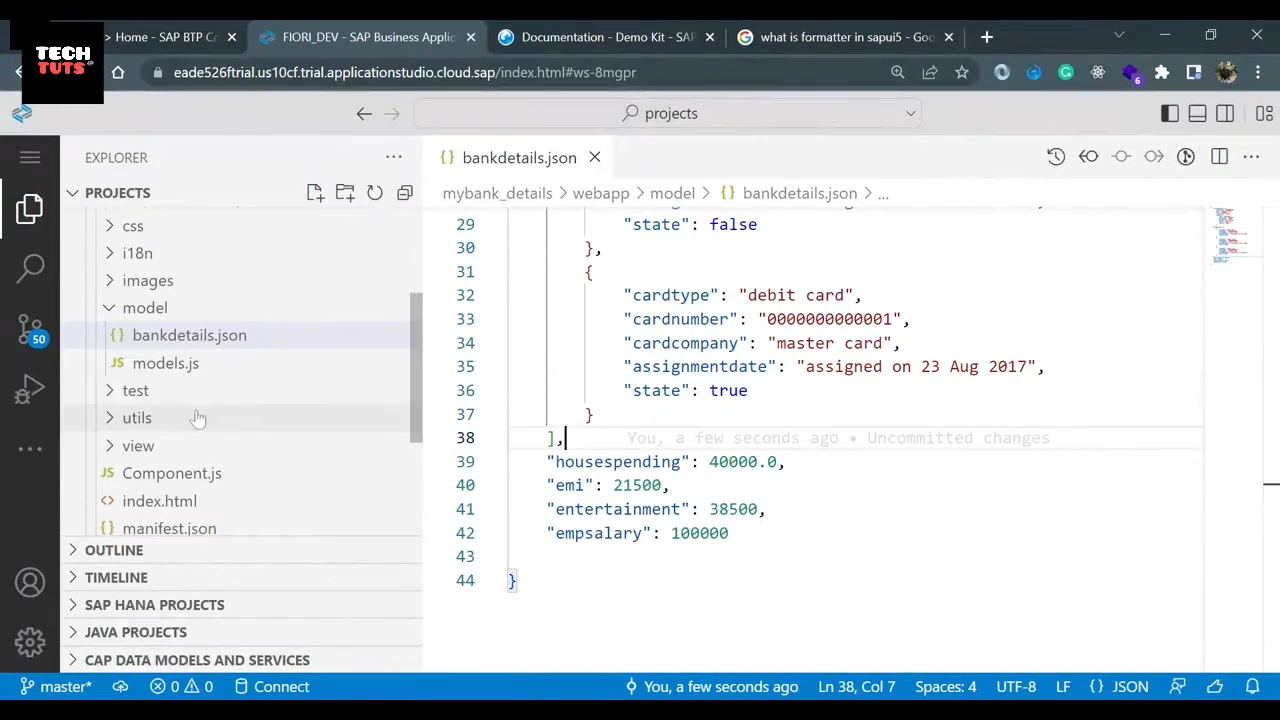 TECH
TUTS
Home - SAP BTP Co
FIORI_DEV - SAP Business Applic
Documentation - Demo Kit - SAP
what is formatter in sapui5 - Goo
eade526ftrial.us10cf.trial.applicationstudio.cloud.sap/index.html#ws-8mgpr
6
projects
EXPLORER
bankdetails.json
PROJECTS
mybank_details > webapp > model > {} bankdetails.json > ...
css
i18n
images
model
{} bankdetails.json
JS models.js
test
utils
view
JS Component.js
<> index.html
{} manifest.json
50
OUTLINE
TIMELINE
SAP HANA PROJECTS
JAVA PROJECTS
CAP DATA MODELS AND SERVICES
29 "state": false
30 },
31 {
32 "cardtype": "debit card",
33 "cardnumber": "0000000000001",
34 "cardcompany": "master card",
35 "assignmentdate": "assigned on 23 Aug 2017",
36 "state": true
37 }
38 ], You, a few seconds ago • Uncommitted changes
39 "housespending": 40000.0,
40 "emi": 21500,
41 "entertainment": 38500,
42 "empsalary": 100000
43
44 }
master* 0 0 Connect You, a few seconds ago Ln 38, Col 7 Spaces: 4 UTF-8 LF {} JSON